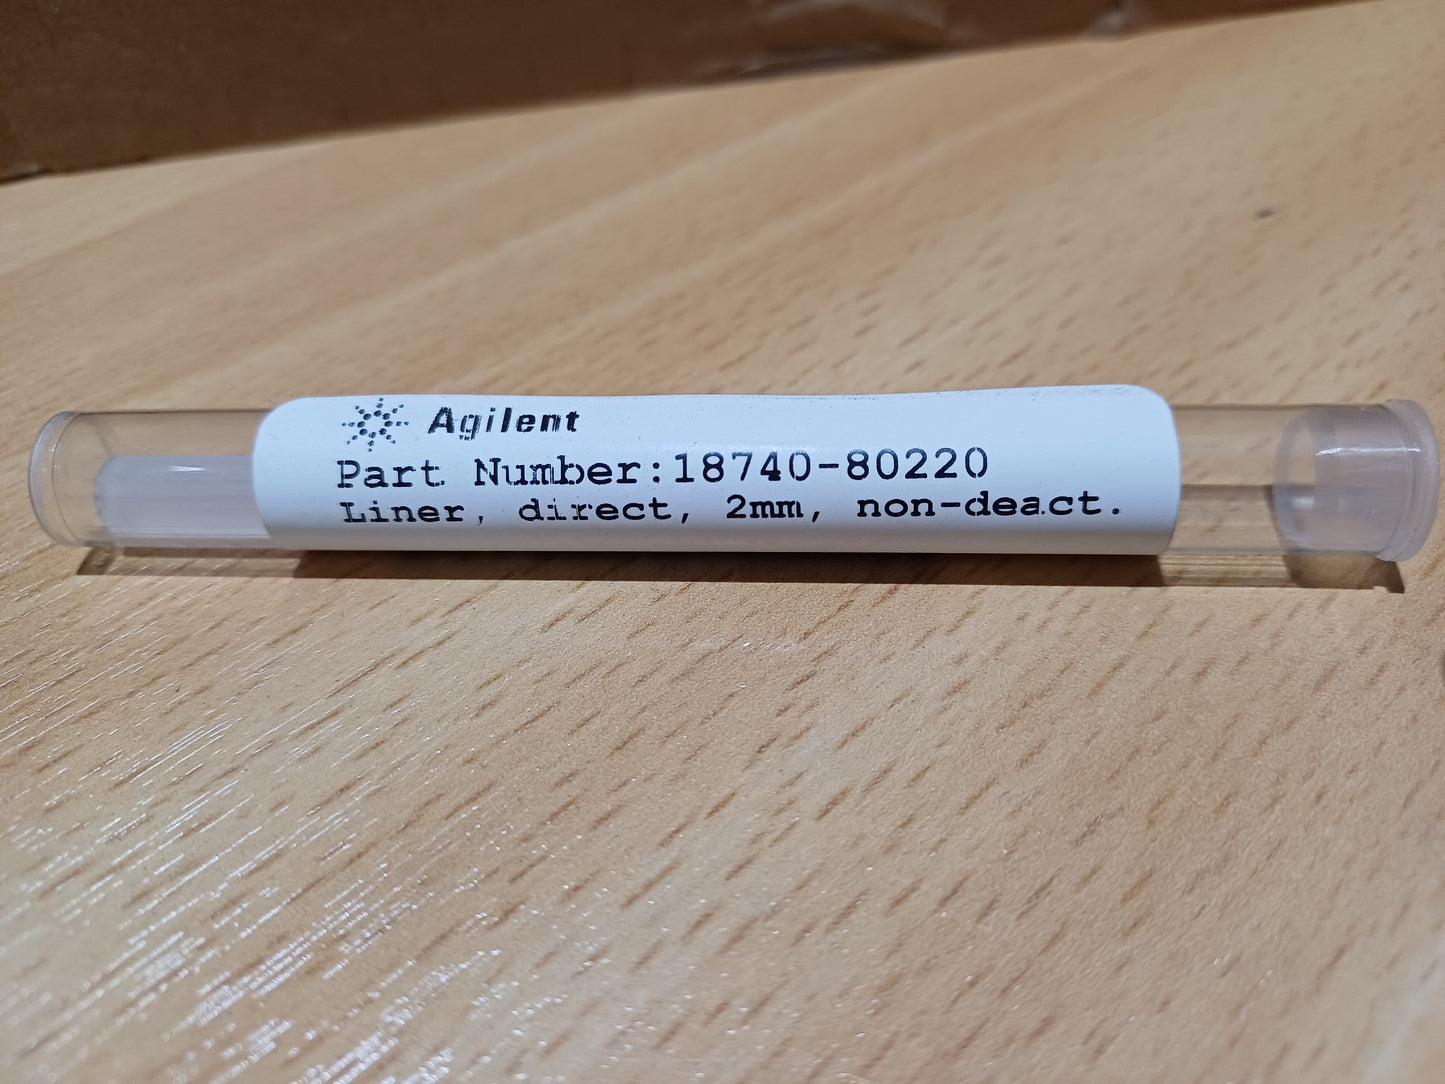 Agilent
Part Number:18740-80220
Liner, direct, 2mm, non-deact.